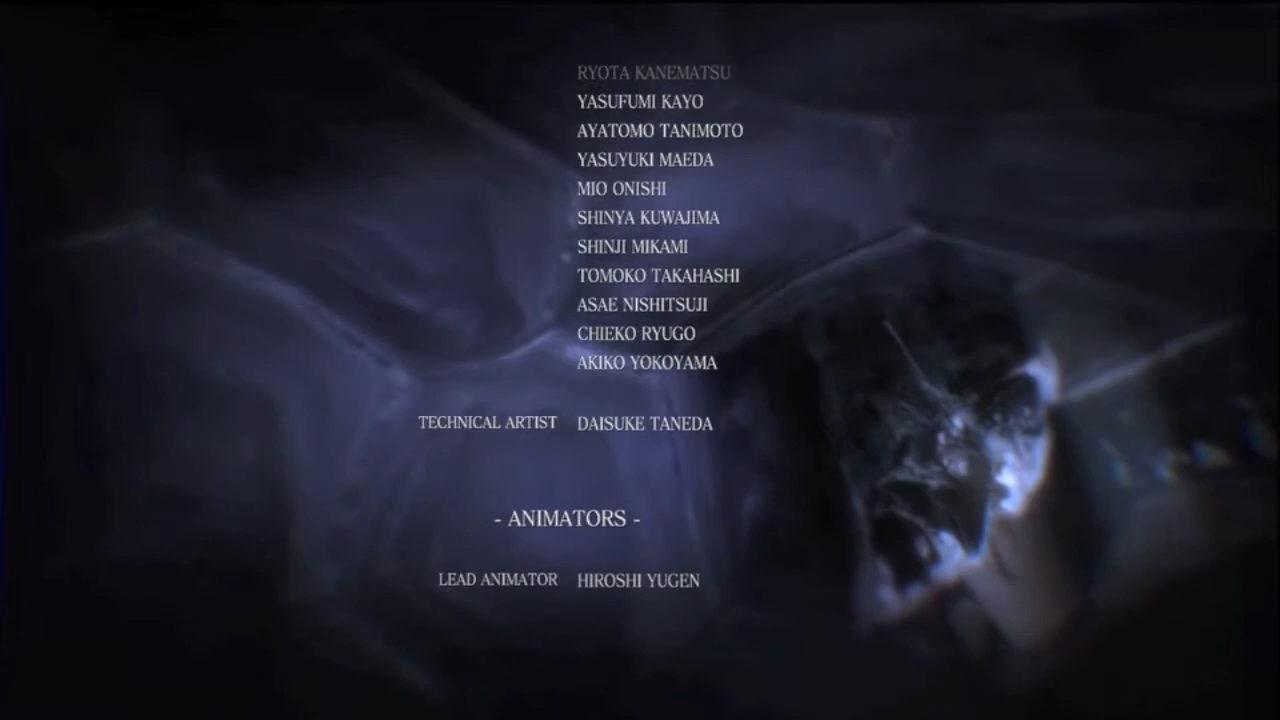 RYOTA KANEMATSU
YASUFUMI KAYO
AYATOMO TANIMOTO
YASUYUKI MAEDA
MIO ONISHI
SHINYA KUWAJIMA
SHINJI MIKAMI
TOMOKO TAKAHASHI
ASAE NISHITSUJI
CHIEKO RYUGO
AKIKO YOKOYAMA
TECHNICAL ARTIST DAISUKE TANEDA
- ANIMATORS -
LEAD ANIMATOR HIROSHI YUGEN